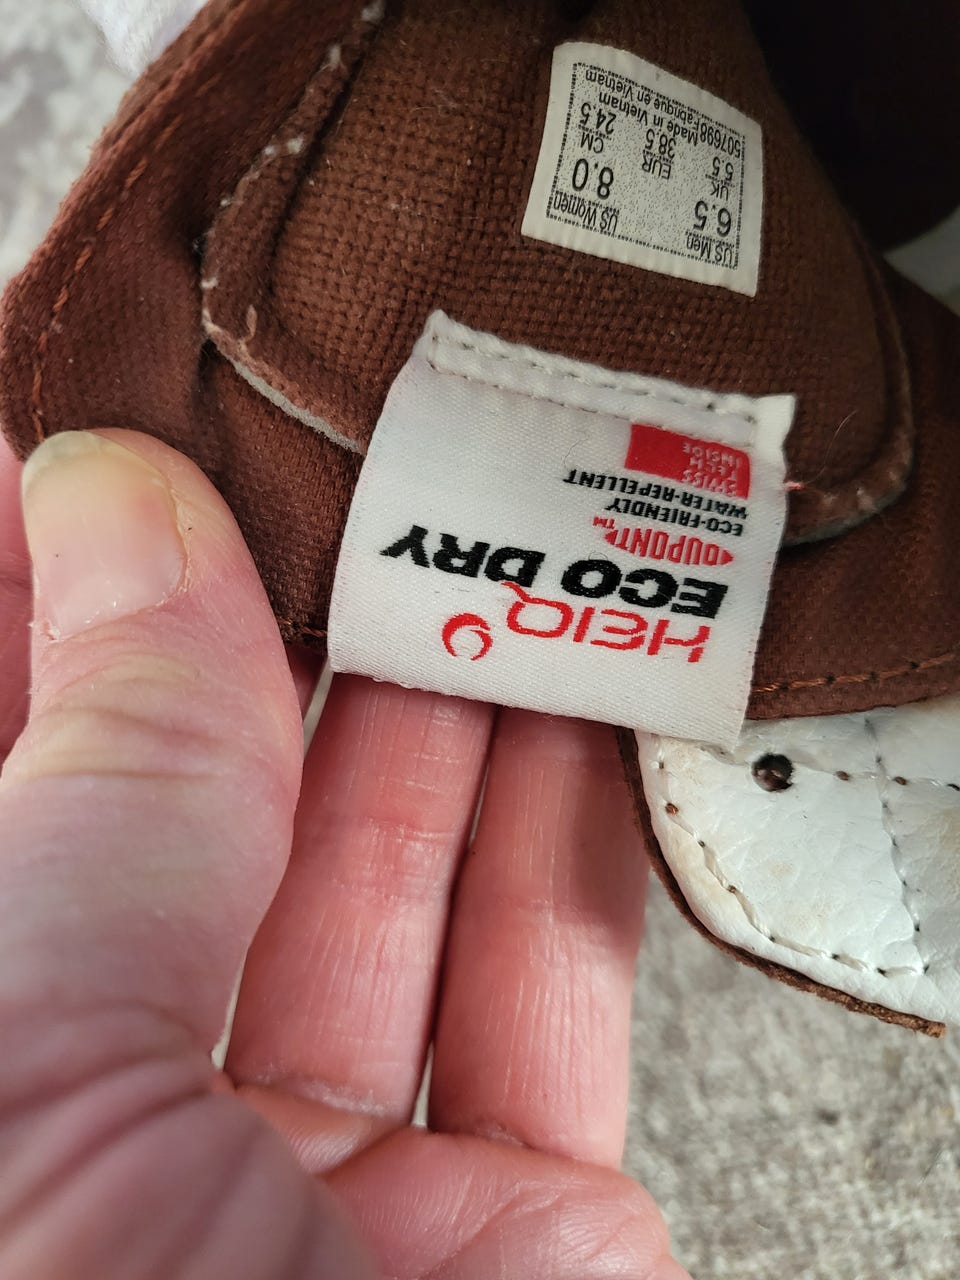 HEIQ
ECO DRY
DUPONT™
ECO-FRIENDLY
WATER-REPELLENT
SWISS
TECH
INSIDE
US Men US Women
6.5 8.0
UK EUR CM
5.5 38.5 24.5
507698 Made in Vietnam
Fabrique en Vietnam